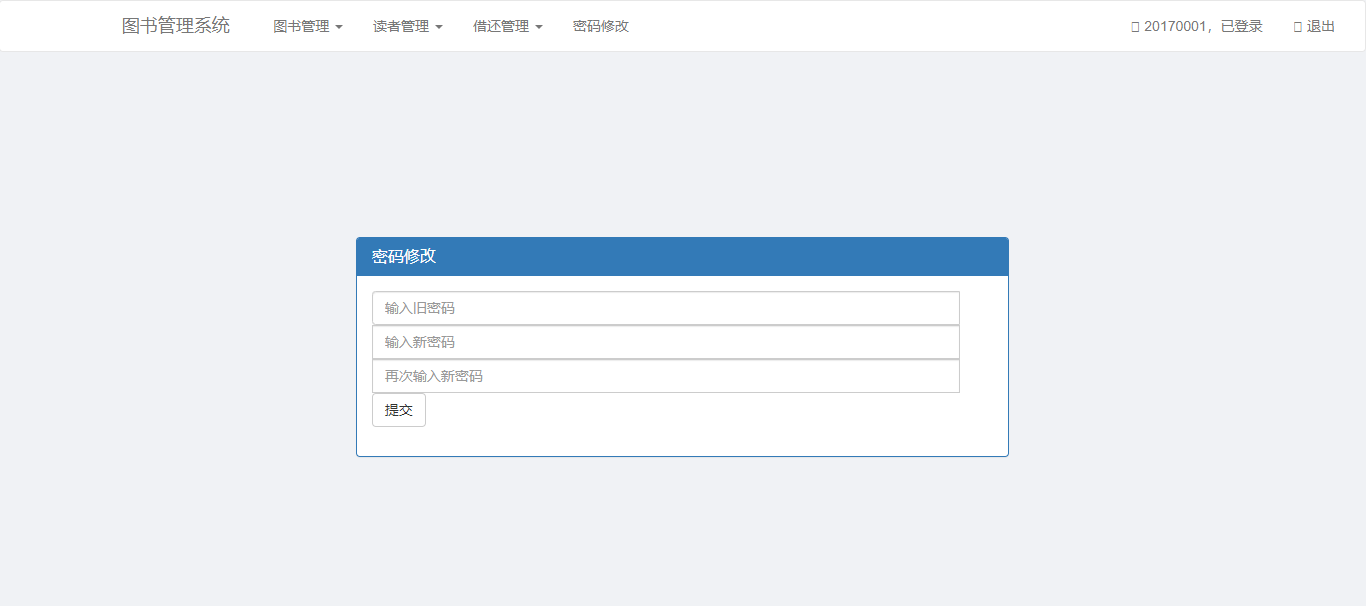 图书管理系统 图书管理 读者管理 借还管理 密码修改 20170001，已登录 退出
密码修改
输入旧密码
输入新密码
再次输入新密码
提交